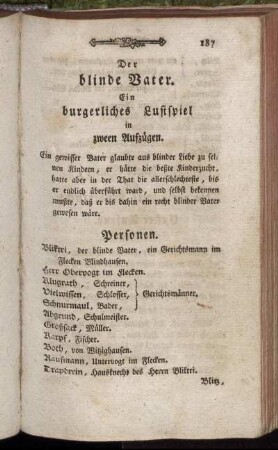 187
Der
blinde Vater.
Ein
burgerliches Lustspiel
in
zween Aufzügen.
Ein gewisser Vater glaubte aus blinder Liebe zu sei-
nen Kindern, er hätte die beßte Kinderzucht,
hatte aber in der That die allerschlechteste, bis
er endlich überführt ward, und selbst bekennen
mußte, daß er bis dahin ein recht blinder Vater
gewesen wäre.
Personen.
Blikri, der blinde Vater, ein Gerichtsmann im
Flecken Blindhausen.
Herr Obervogt im Flecken.
Klugrath, Schreiner,
Vielwissen, Schlosser, Gerichtsmänner.
Schnurmaul, Bader,
Abgrund, Schulmeister.
Großsack, Müller.
Karpf, Fischer.
Both, von Witzighausen.
Kaufmann, Untervogt im Flecken.
Trapdrein, Hausknecht des Herrn Blikri.
Blitz,